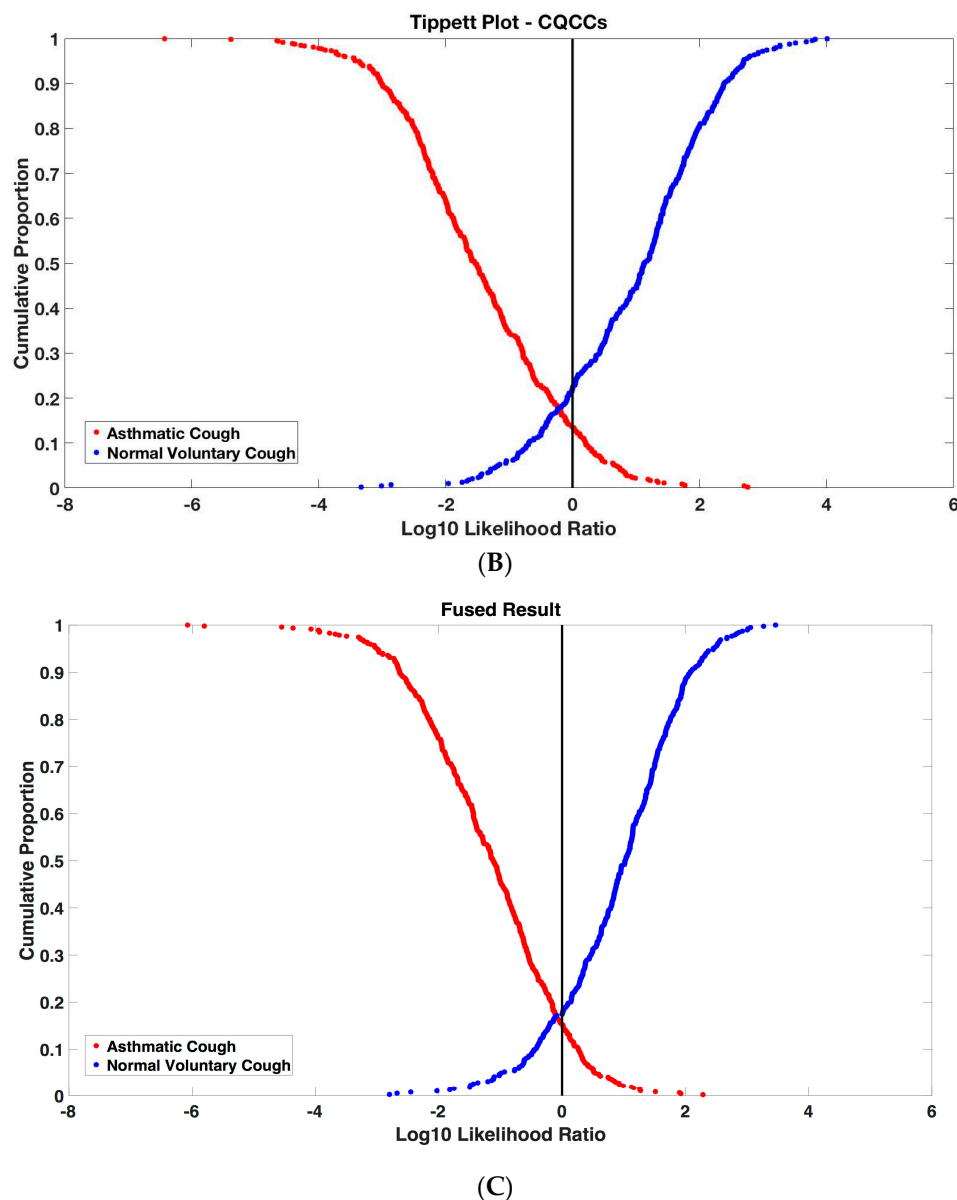 Tippett Plot - CQCCs
1
0.9
0.8
0.7
0.6
0.5
0.4
0.3
0.2
0.1
0
Cumulative Proportion
Asthmatic Cough
Normal Voluntary Cough
-8 -6 -4 -2 0 2 4 6
Log10 Likelihood Ratio
(B)
Fused Result
1
0.9
0.8
0.7
0.6
0.5
0.4
0.3
0.2
0.1
0
Cumulative Proportion
Asthmatic Cough
Normal Voluntary Cough
-8 -6 -4 -2 0 2 4 6
Log10 Likelihood Ratio
(C)